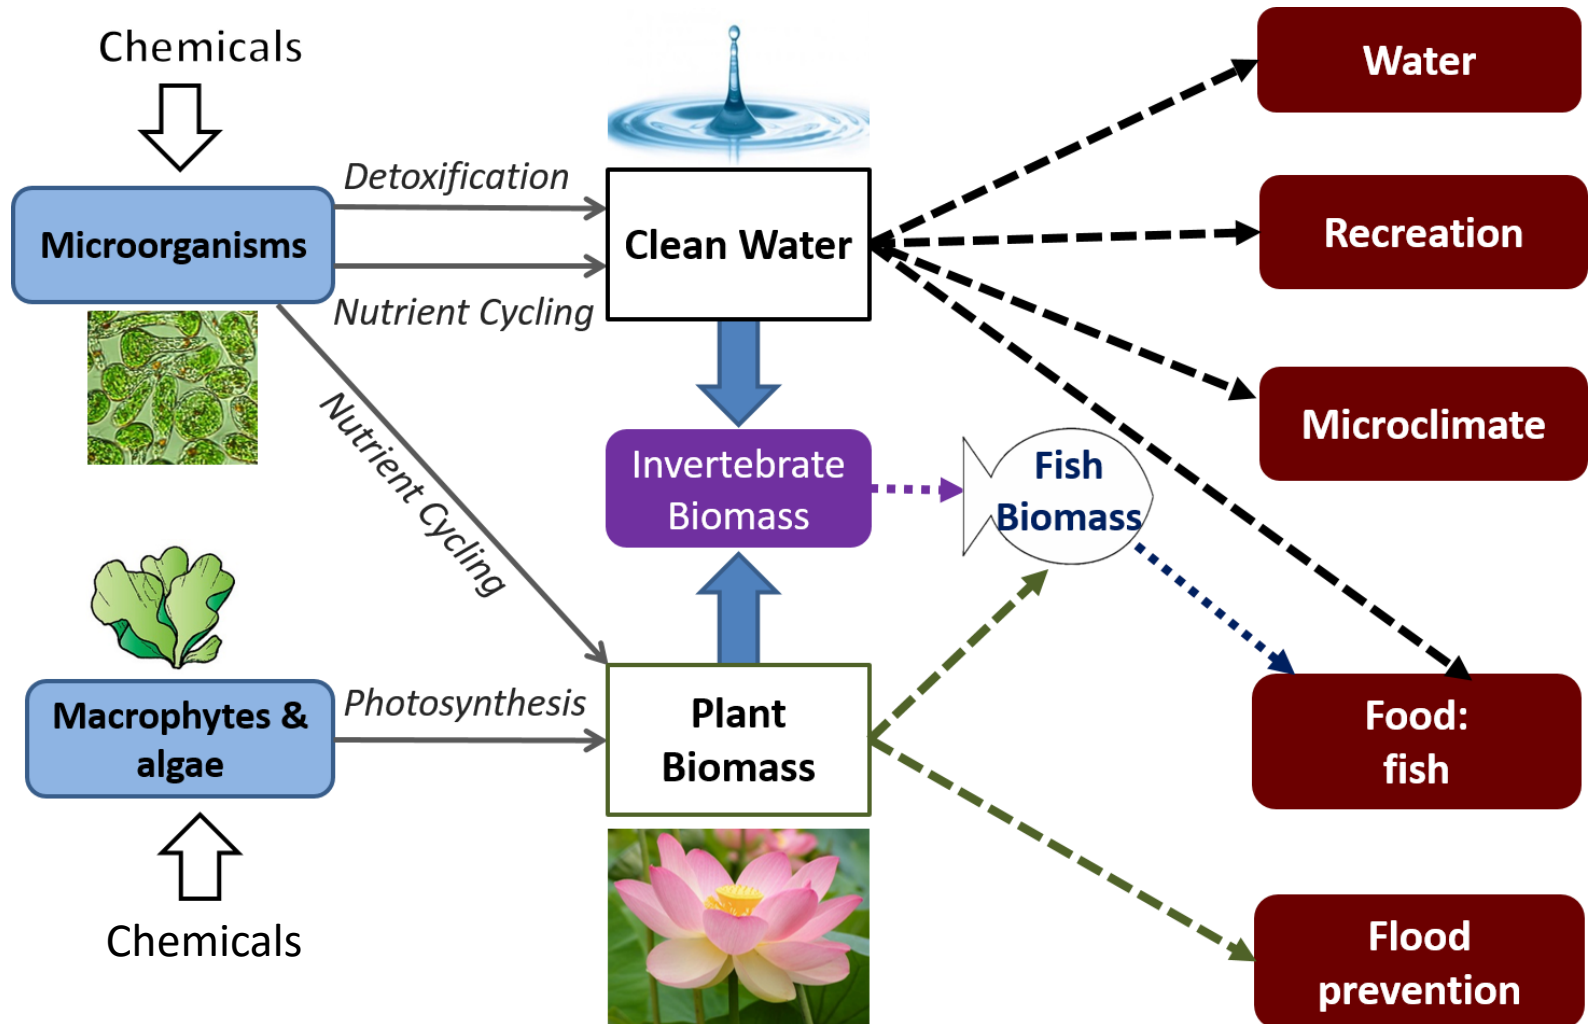 Chemicals
Water
Detoxification
Microorganisms
Clean Water
Recreation
Nutrient Cycling
Nutrient Cycling
Microclimate
Invertebrate
Biomass
Fish
Biomass
Macrophytes &
algae
Photosynthesis
Plant
Biomass
Food:
fish
Chemicals
Flood
prevention